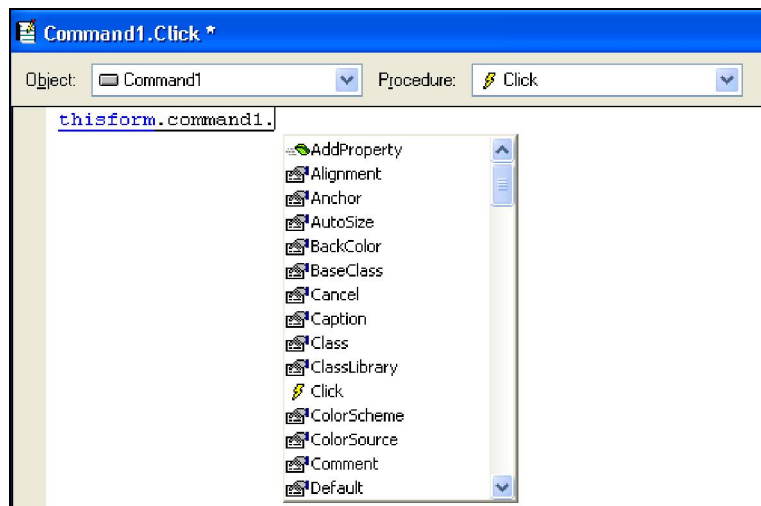 Command1.Click *
Object: Command1 Procedure: Click
thisform.command1.
AddProperty
Alignment
Anchor
AutoSize
BackColor
BaseClass
Cancel
Caption
Class
ClassLibrary
Click
ColorScheme
ColorSource
Comment
Default